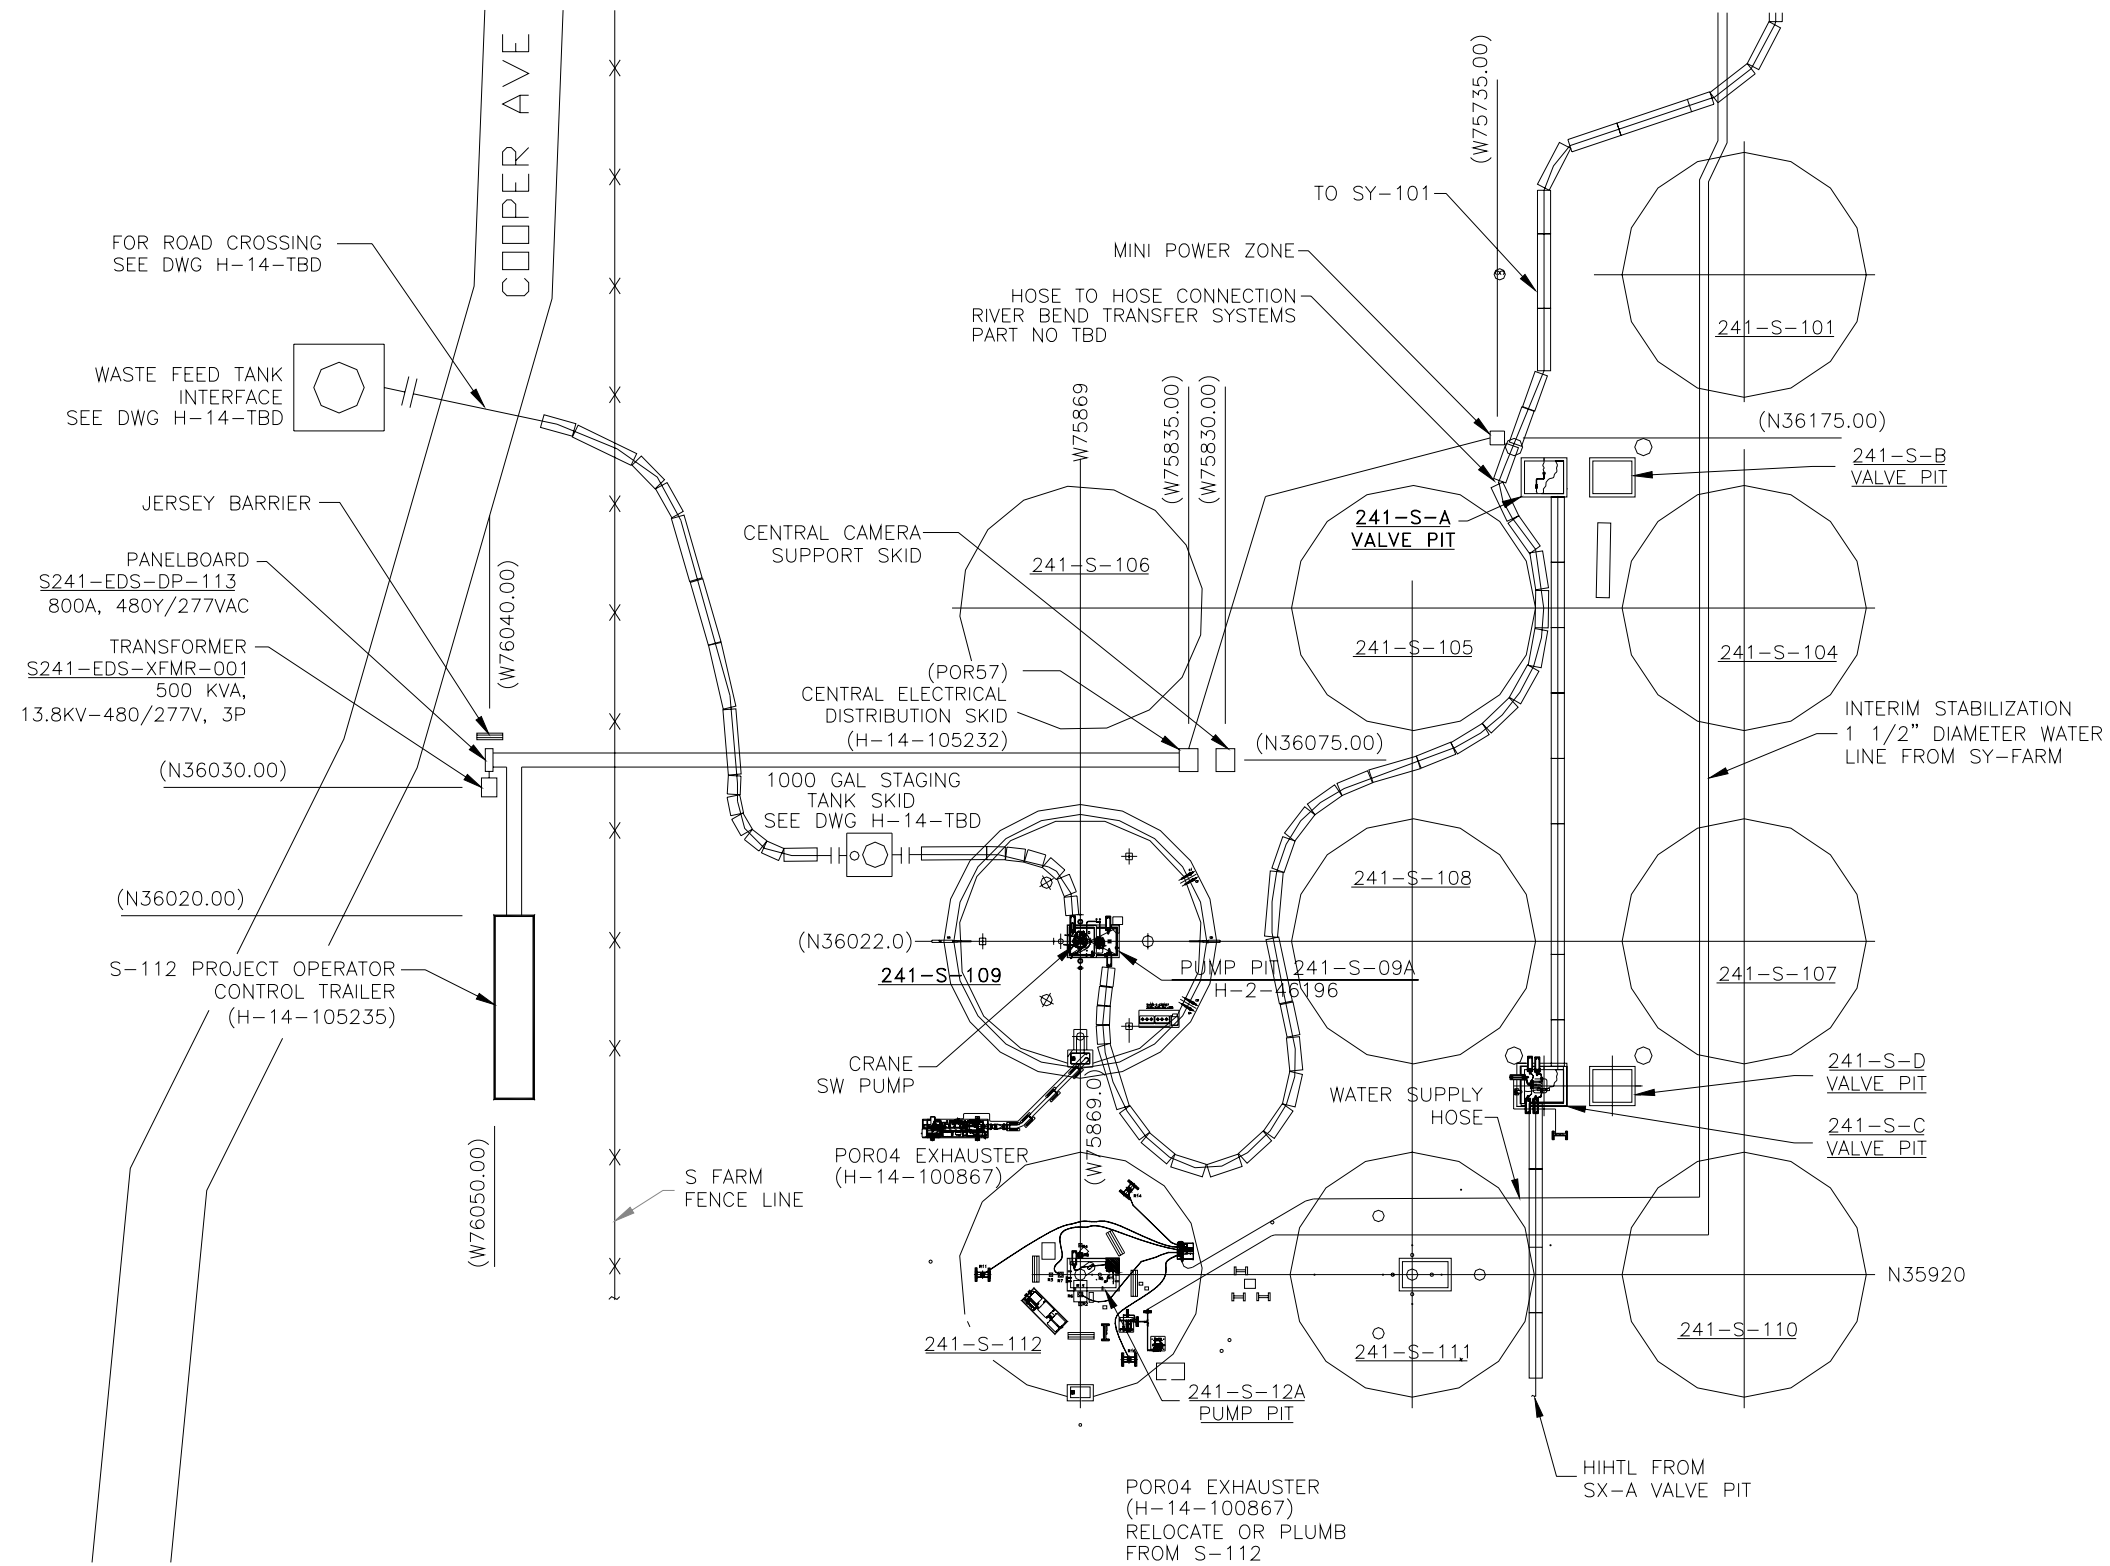 COOPER AVE
(W75735.00)
TO SY-101
FOR ROAD CROSSING
SEE DWG H-14-TBD
MINI POWER ZONE
HOSE TO HOSE CONNECTION
RIVER BEND TRANSFER SYSTEMS
PART NO TBD
241-S-101
WASTE FEED TANK
INTERFACE
SEE DWG H-14-TBD
W75869
(W75835.00)
(W75830.00)
(N36175.00)
241-S-B
VALVE PIT
JERSEY BARRIER
241-S-A
VALVE PIT
CENTRAL CAMERA
SUPPORT SKID
PANELBOARD
S241-EDS-DP-113
800A, 480Y/277VAC
(W76040.00)
241-S-106
241-S-105
241-S-104
TRANSFORMER
S241-EDS-XFMR-001
500 KVA,
13.8KV-480/277V, 3P
(POR57)
CENTRAL ELECTRICAL
DISTRIBUTION SKID
(H-14-105232)
INTERIM STABILIZATION
1 1/2" DIAMETER WATER
LINE FROM SY-FARM
(N36075.00)
(N36030.00)
1000 GAL STAGING
TANK SKID
SEE DWG H-14-TBD
241-S-108
(N36020.00)
(N36022.0)
241-S-109
PUMP PIT 241-S-09A
H-2-46196
241-S-107
S-112 PROJECT OPERATOR
CONTROL TRAILER
(H-14-105235)
CRANE
SW PUMP
(W75869.0)
WATER SUPPLY
HOSE
241-S-D
VALVE PIT
241-S-C
VALVE PIT
POR04 EXHAUSTER
(H-14-100867)
(W76050.00)
S FARM
FENCE LINE
N35920
241-S-112
241-S-111
241-S-110
241-S-12A
PUMP PIT
HIHTL FROM
SX-A VALVE PIT
POR04 EXHAUSTER
(H-14-100867)
RELOCATE OR PLUMB
FROM S-112